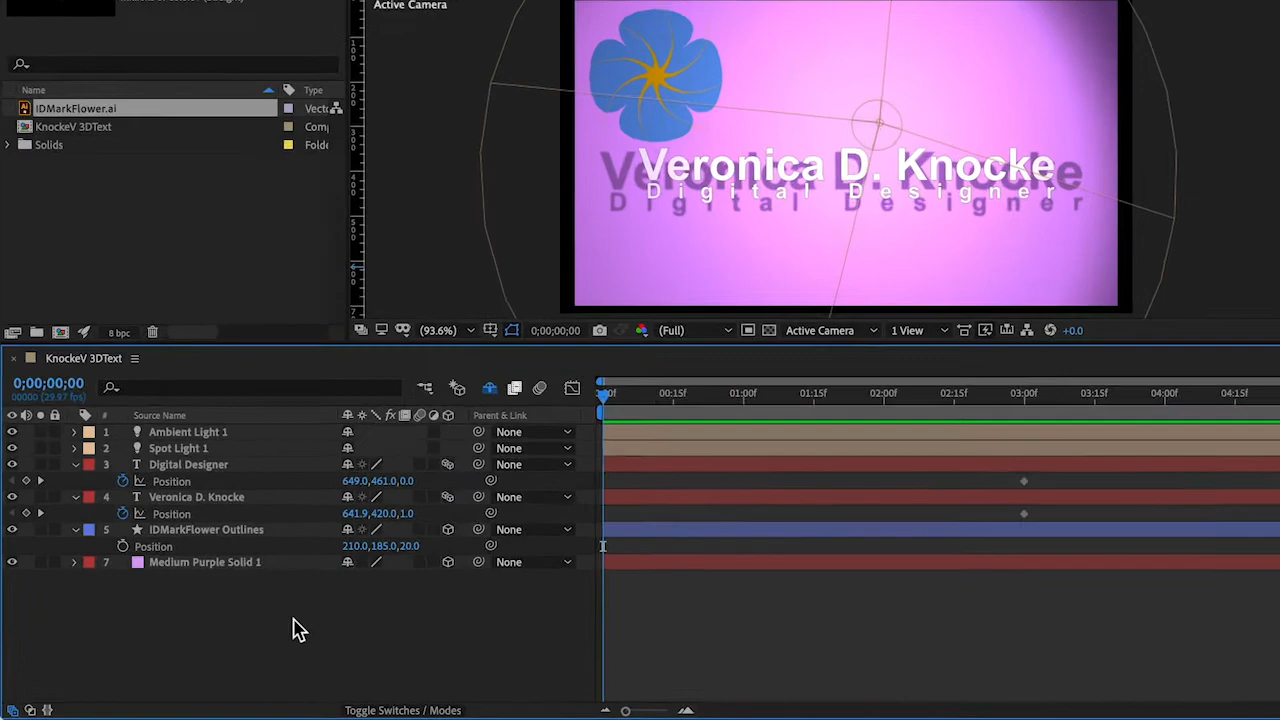 Active Camera
Name Type
IDMarkFlower.ai Vect
KnockeV 3DText Comp
Solids Folde
8 bpc
Veronica D. Knocke
Digital Designer
(93.6%) 0;00;00;00 (Full) Active Camera 1 View +0.0
KnockeV 3DText
0;00;00;00
00000 (29.97 fps)
00:15f 01:00f 01:15f 02:00f 02:15f 03:00f 03:15f 04:00f 04:15f
# Source Name fx Parent & Link
1 Ambient Light 1 None
2 Spot Light 1 None
3 T Digital Designer None
Position 649.0,461.0,0.0
4 T Veronica D. Knocke None
Position 641.9,420.0,1.0
5 IDMarkFlower Outlines None
Position 210.0,185.0,20.0
7 Medium Purple Solid 1 None
Toggle Switches / Modes